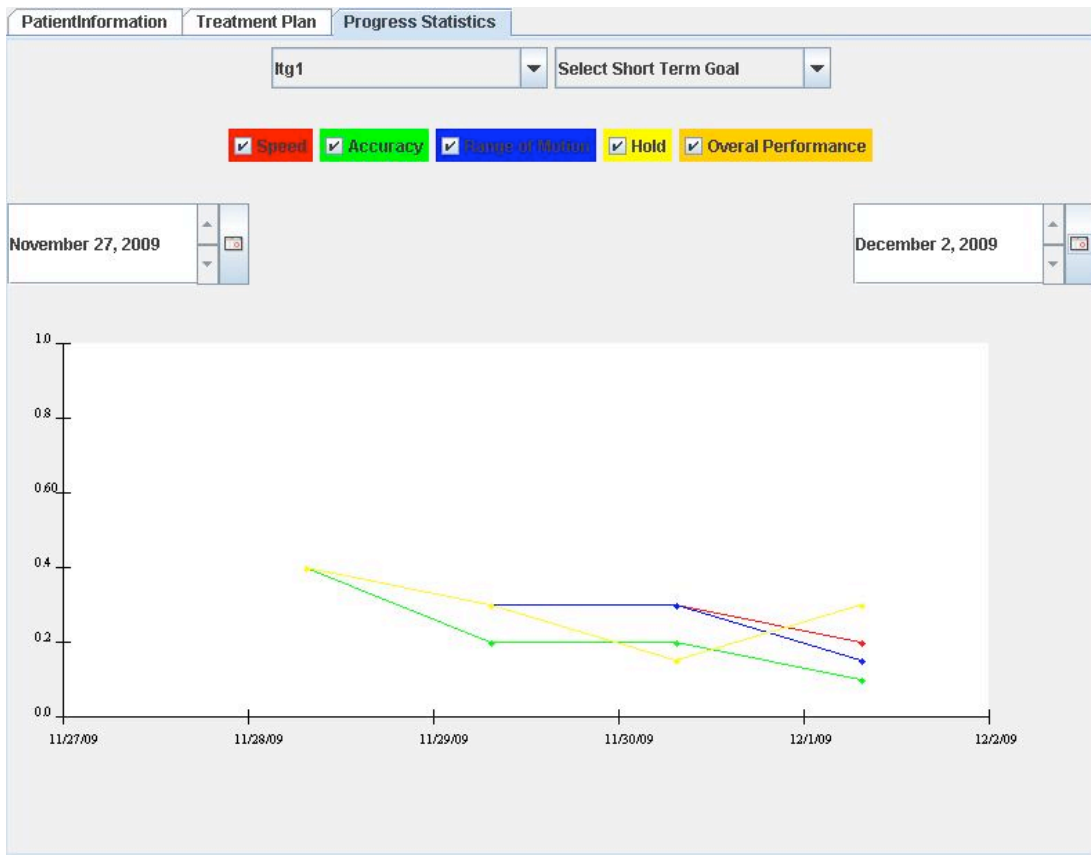 PatientInformation Treatment Plan Progress Statistics
ltg1 Select Short Term Goal
Speed Accuracy Range of Motion Hold Overal Performance
November 27, 2009 December 2, 2009
1.0
0.8
0.60
0.4
0.2
0.0
11/27/09 11/28/09 11/29/09 11/30/09 12/1/09 12/2/09